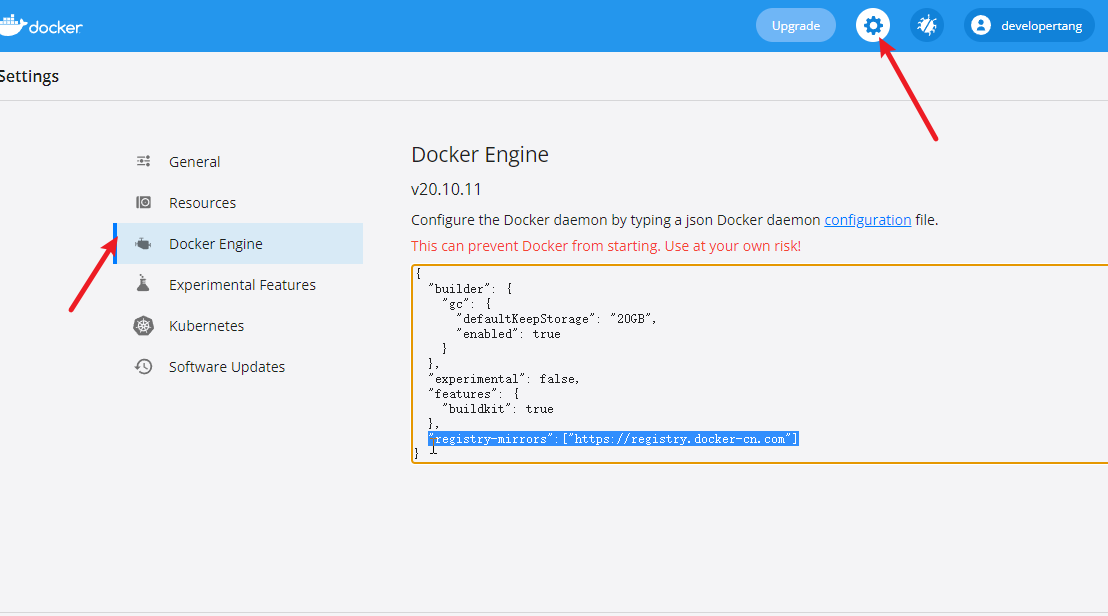 docker
Upgrade
developertang
Settings
General
Resources
Docker Engine
Experimental Features
Kubernetes
Software Updates
Docker Engine
v20.10.11
Configure the Docker daemon by typing a json Docker daemon configuration file.
This can prevent Docker from starting. Use at your own risk!
{
  "builder": {
    "gc": {
      "defaultKeepStorage": "20GB",
      "enabled": true
    }
  },
  "experimental": false,
  "features": {
    "buildkit": true
  },
  "registry-mirrors":["https://registry.docker-cn.com"]
}